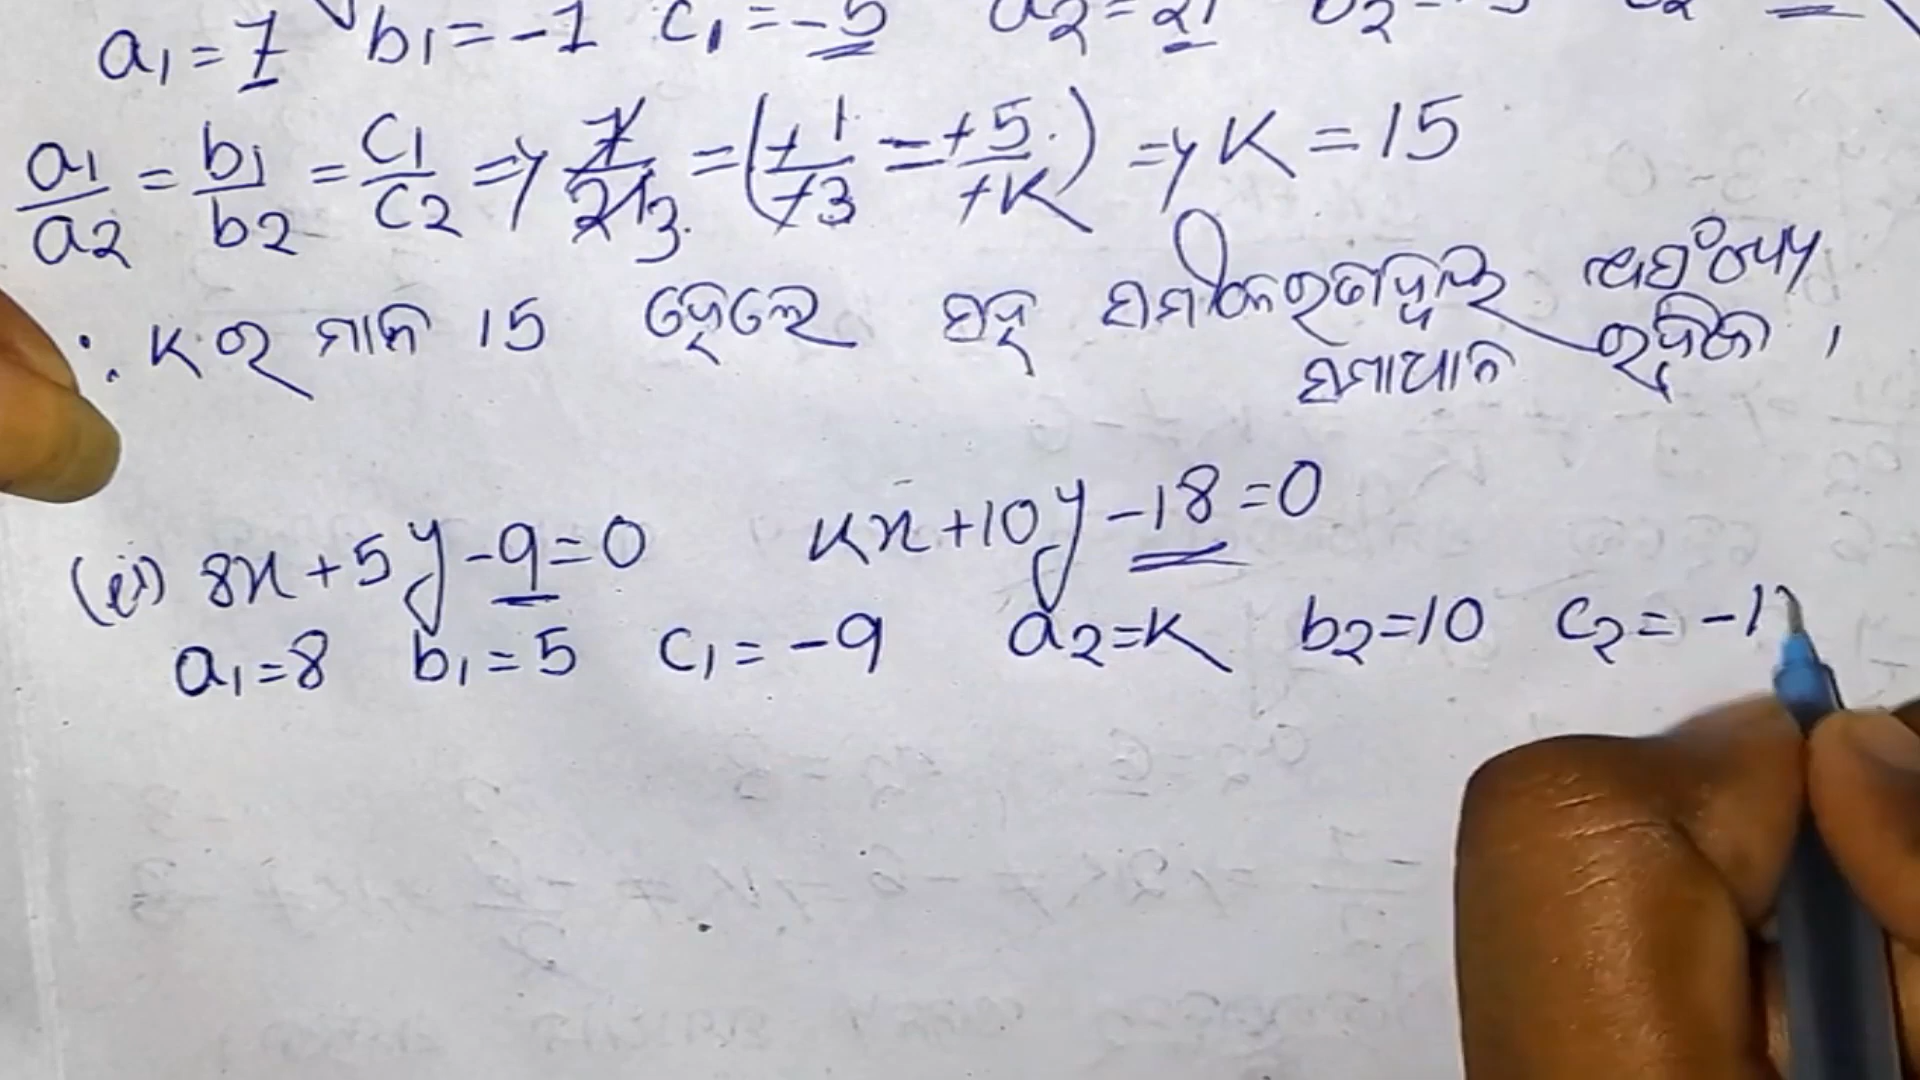 a₁ = 7 b₁ = -1 c₁ = -5 a₂ = 21
a₁/a₂ = b₁/b₂ = c₁/c₂ ⇒ 7/21 3 = (+1/+3 = +5/+K) ⇒ K = 15
∴ K ର ମାନ 15 ହେଲେ ସହ ସମୀକରଣଦ୍ୱୟର ଅସଂଖ୍ୟ
ସମାଧାନ ରହିବ ।
(ii) 8x + 5y - 9 = 0 Kx + 10y - 18 = 0
a₁ = 8 b₁ = 5 c₁ = -9 a₂ = K b₂ = 10 c₂ = -1